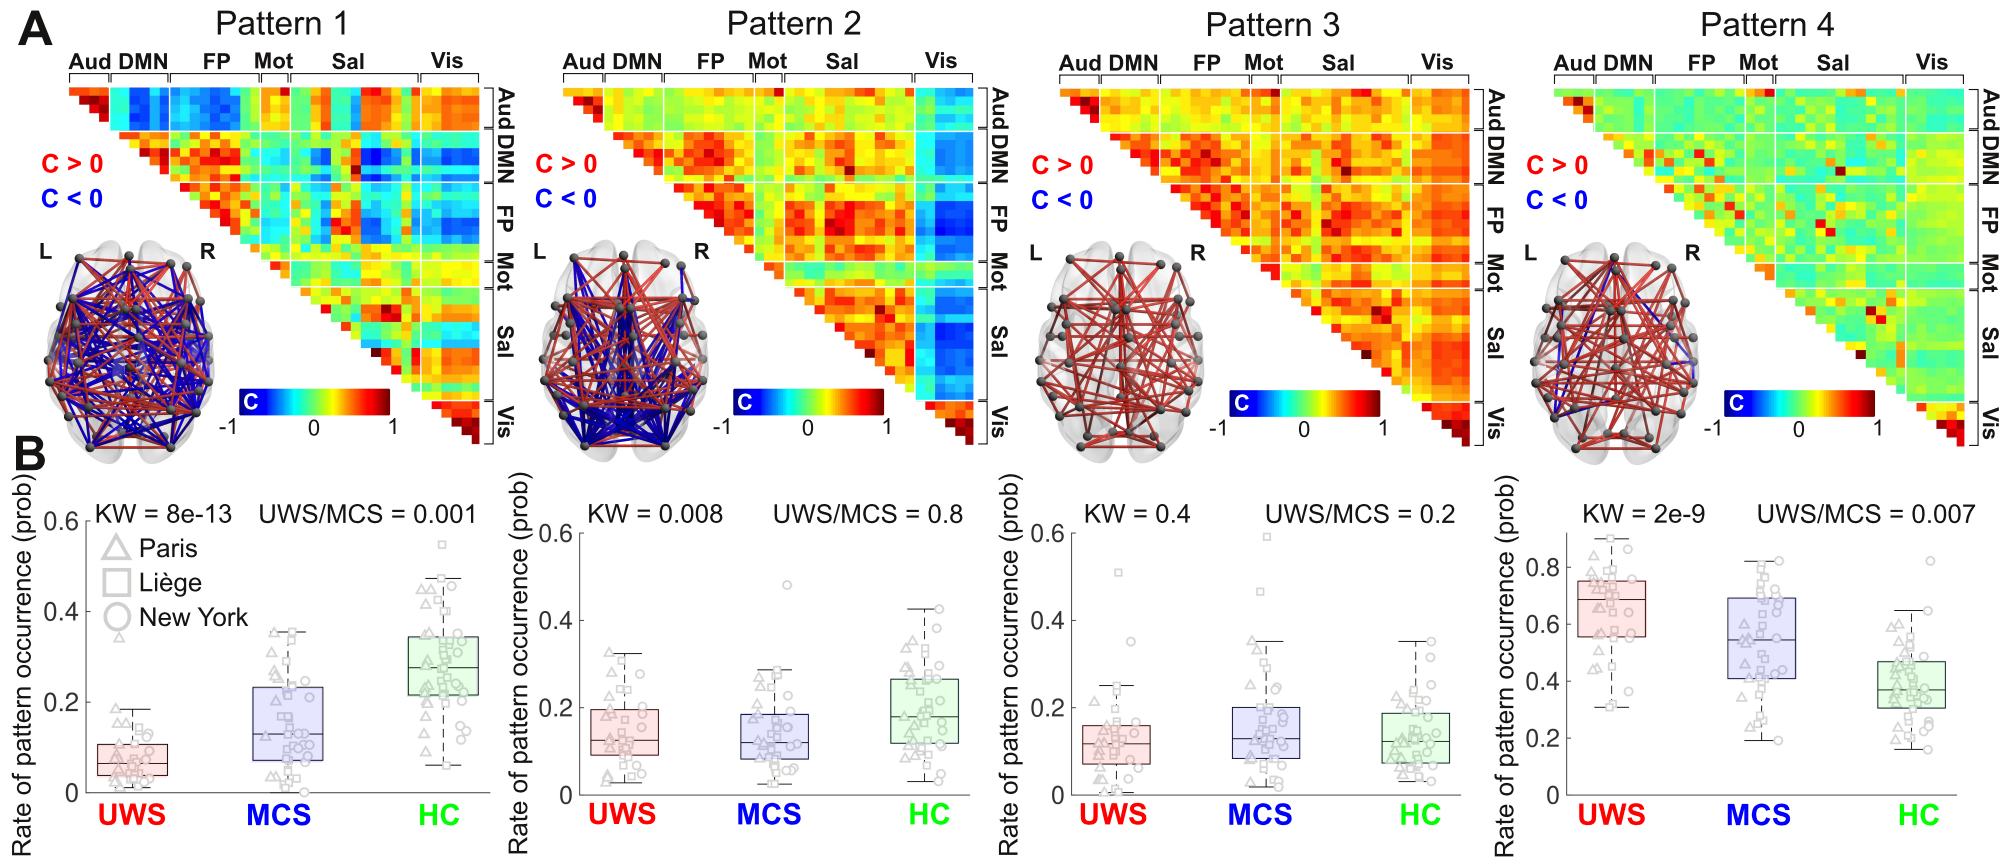 A
Pattern 1
Pattern 2
Pattern 3
Pattern 4
Aud DMN FP Mot Sal Vis
Aud DMN FP Mot Sal Vis
Aud DMN FP Mot Sal Vis
Aud DMN FP Mot Sal Vis
Aud DMN FP Mot Sal Vis
C > 0
C < 0
L R
C
-1 0 1
Aud DMN FP Mot Sal Vis
C > 0
C < 0
L R
C
-1 0 1
Aud DMN FP Mot Sal Vis
C > 0
C < 0
L R
C
-1 0 1
Aud DMN FP Mot Sal Vis
C > 0
C < 0
L R
C
-1 0 1
B
Rate of pattern occurrence (prob)
KW = 8e-13 UWS/MCS = 0.001
Paris
Liège
New York
0.6
0.4
0.2
0
UWS MCS HC
Rate of pattern occurrence (prob)
KW = 0.008 UWS/MCS = 0.8
0.6
0.4
0.2
0
UWS MCS HC
Rate of pattern occurrence (prob)
KW = 0.4 UWS/MCS = 0.2
0.6
0.4
0.2
0
UWS MCS HC
Rate of pattern occurrence (prob)
KW = 2e-9 UWS/MCS = 0.007
0.8
0.6
0.4
0.2
0
UWS MCS HC